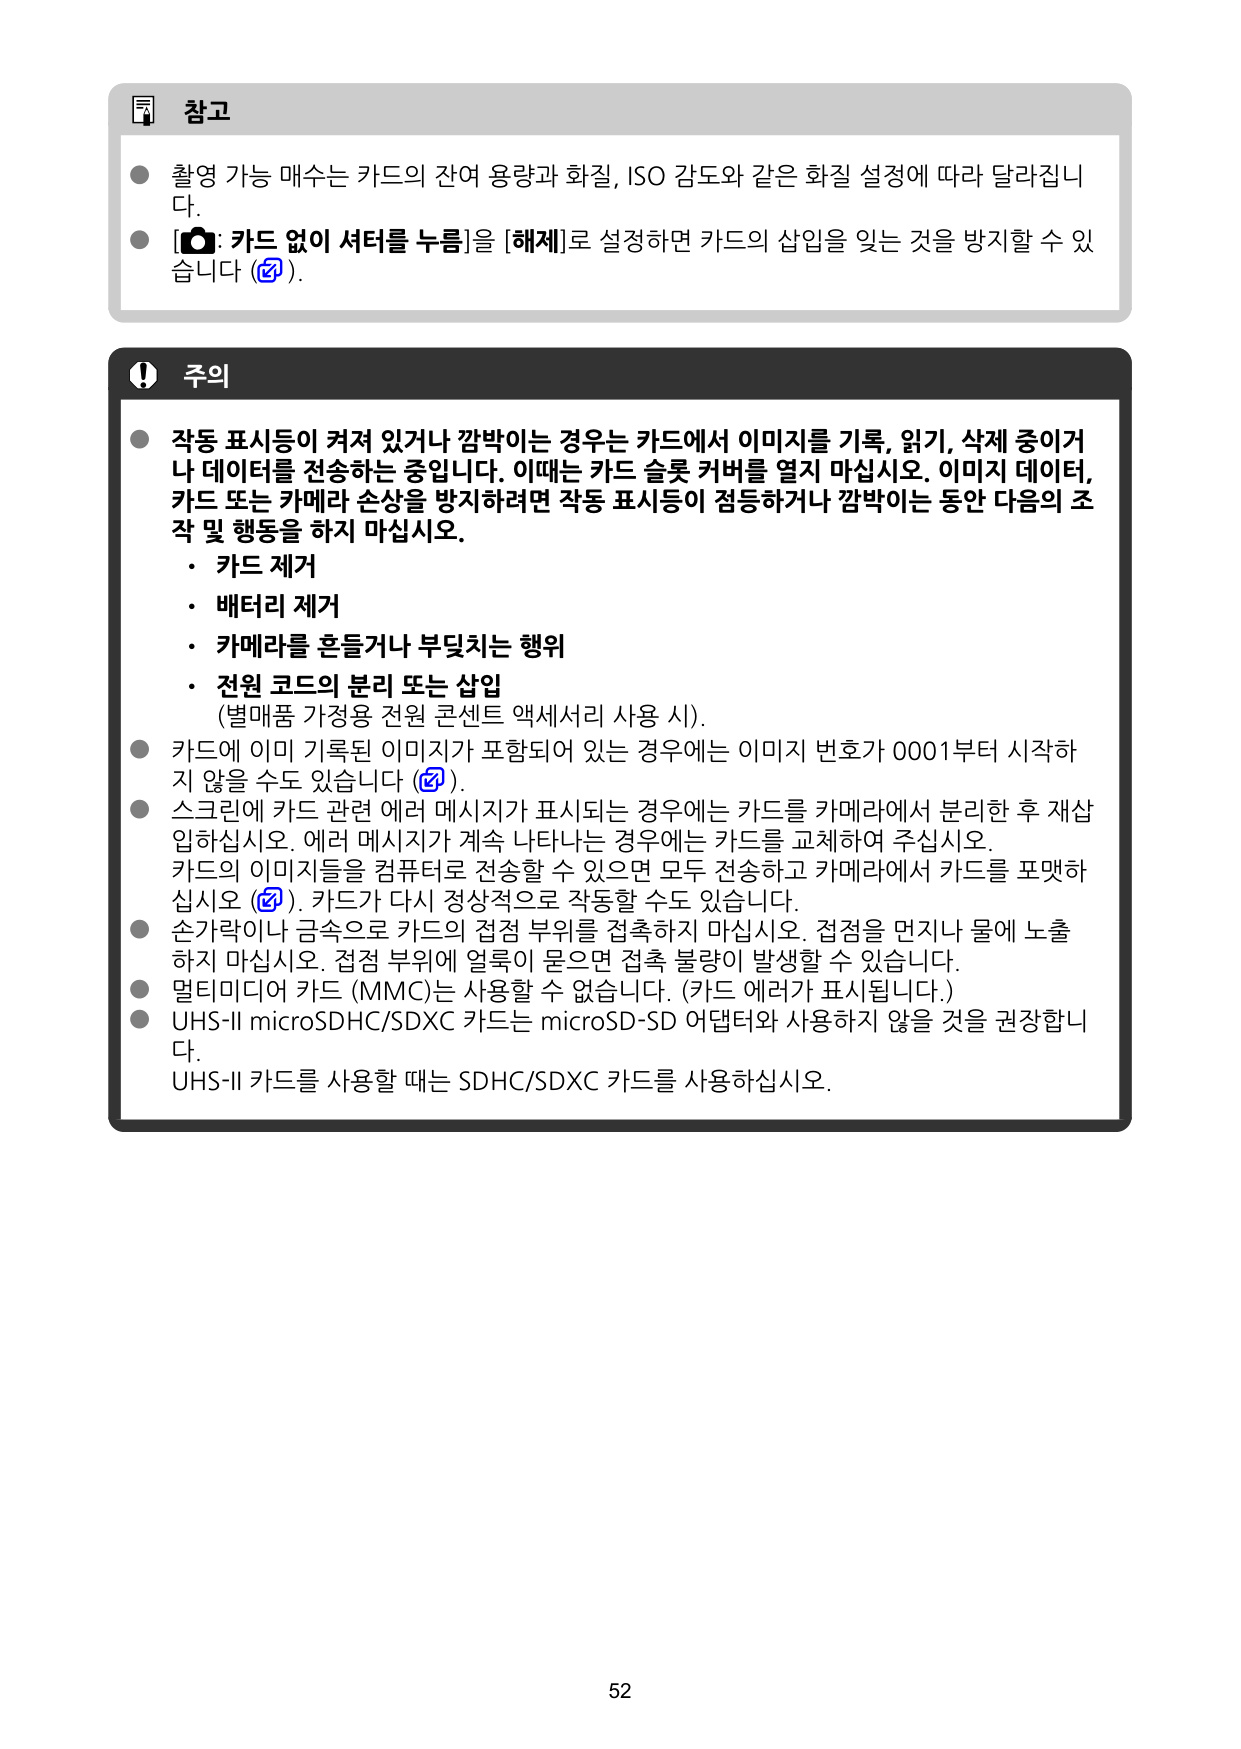 참고
● 촬영 가능 매수는 카드의 잔여 용량과 화질, ISO 감도와 같은 화질 설정에 따라 달라집니
다.
● [: 카드 없이 셔터를 누름]을 [해제]로 설정하면 카드의 삽입을 잊는 것을 방지할 수 있
습니다 ().
주의
● 작동 표시등이 켜져 있거나 깜박이는 경우는 카드에서 이미지를 기록, 읽기, 삭제 중이거
나 데이터를 전송하는 중입니다. 이때는 카드 슬롯 커버를 열지 마십시오. 이미지 데이터,
카드 또는 카메라 손상을 방지하려면 작동 표시등이 점등하거나 깜박이는 동안 다음의 조
작 및 행동을 하지 마십시오.
• 카드 제거
• 배터리 제거
• 카메라를 흔들거나 부딪치는 행위
• 전원 코드의 분리 또는 삽입
(별매품 가정용 전원 콘센트 액세서리 사용 시).
● 카드에 이미 기록된 이미지가 포함되어 있는 경우에는 이미지 번호가 0001부터 시작하
지 않을 수도 있습니다 ().
● 스크린에 카드 관련 에러 메시지가 표시되는 경우에는 카드를 카메라에서 분리한 후 재삽
입하십시오. 에러 메시지가 계속 나타나는 경우에는 카드를 교체하여 주십시오.
카드의 이미지들을 컴퓨터로 전송할 수 있으면 모두 전송하고 카메라에서 카드를 포맷하
십시오 (). 카드가 다시 정상적으로 작동할 수도 있습니다.
● 손가락이나 금속으로 카드의 접점 부위를 접촉하지 마십시오. 접점을 먼지나 물에 노출
하지 마십시오. 접점 부위에 얼룩이 묻으면 접촉 불량이 발생할 수 있습니다.
● 멀티미디어 카드 (MMC)는 사용할 수 없습니다. (카드 에러가 표시됩니다.)
● UHS-II microSDHC/SDXC 카드는 microSD-SD 어댑터와 사용하지 않을 것을 권장합니
다.
UHS-II 카드를 사용할 때는 SDHC/SDXC 카드를 사용하십시오.
52